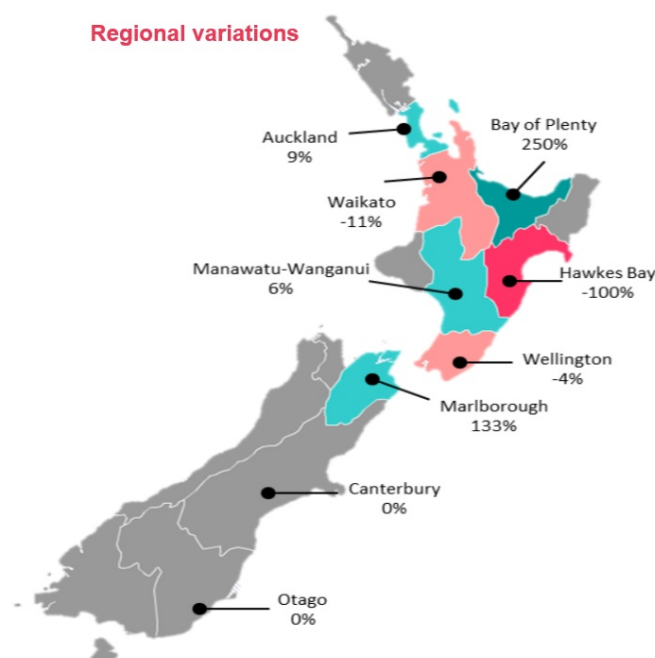 Regional variations
Auckland
9%
Bay of Plenty
250%
Waikato
-11%
Manawatu-Wanganui
6%
Hawkes Bay
-100%
Wellington
-4%
Marlborough
133%
Canterbury
0%
Otago
0%